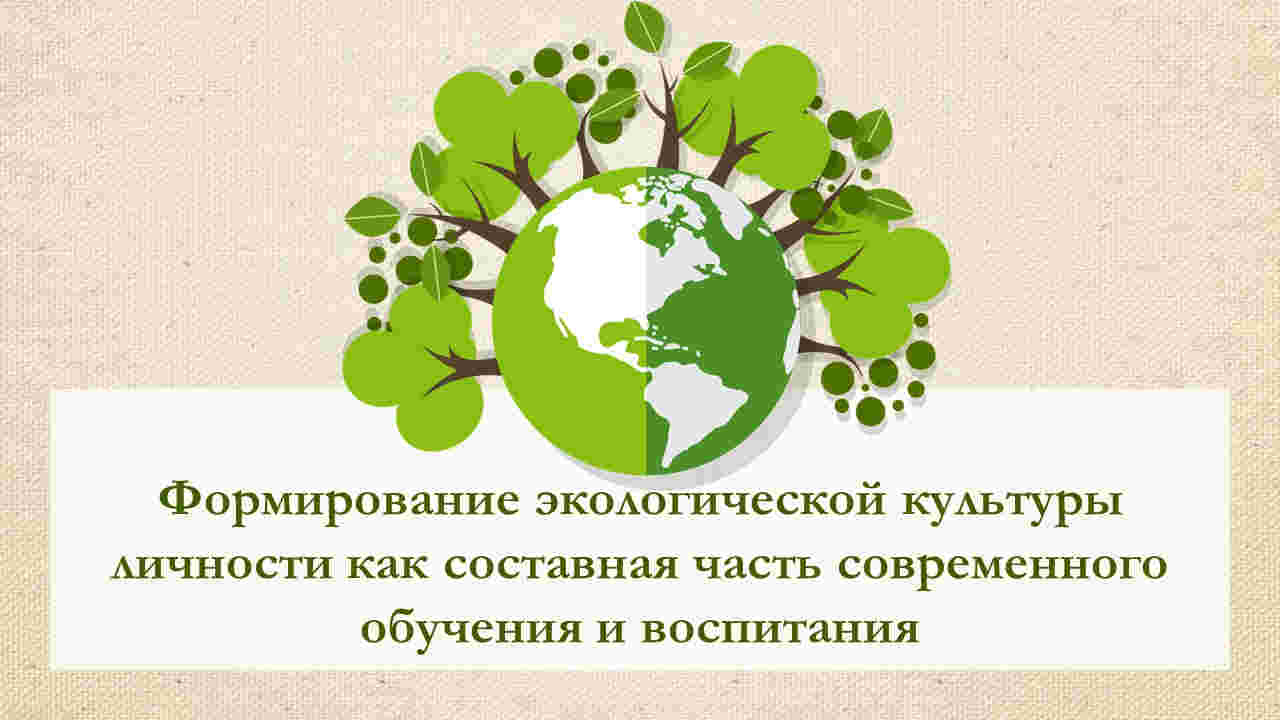 Формирование экологической культуры
личности как составная часть современного
обучения и воспитания